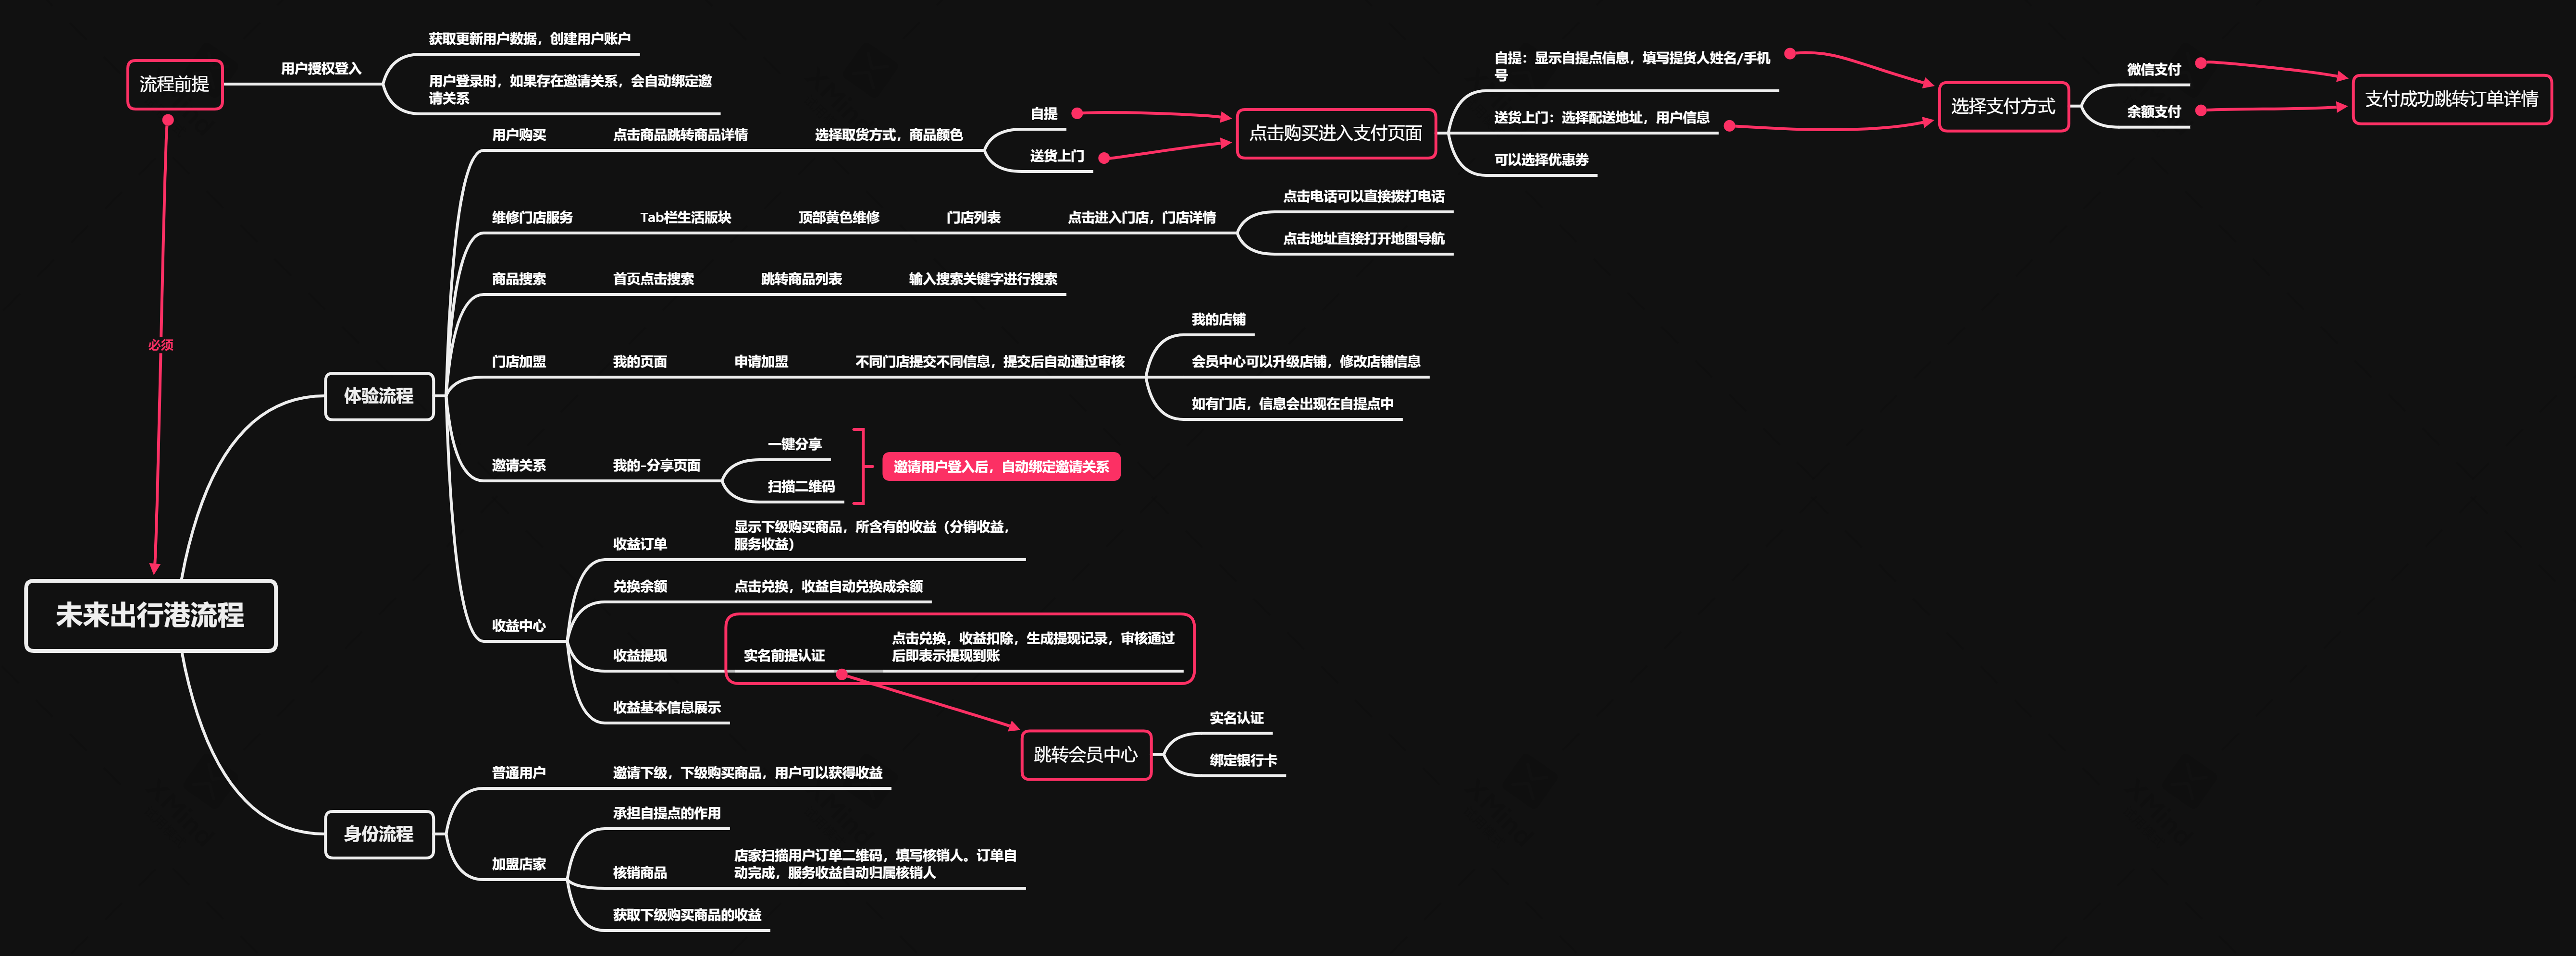 流程前提
用户授权登入
获取更新用户数据，创建用户账户
用户登录时，如果存在邀请关系，会自动绑定邀
请关系
必须
未来出行港流程
体验流程
用户购买
点击商品跳转商品详情
选择取货方式，商品颜色
自提
送货上门
点击购买进入支付页面
自提：显示自提点信息，填写提货人姓名/手机
号
送货上门：选择配送地址，用户信息
可以选择优惠券
选择支付方式
微信支付
余额支付
支付成功跳转订单详情
维修门店服务
Tab栏生活版块
顶部黄色维修
门店列表
点击进入门店，门店详情
点击电话可以直接拨打电话
点击地址直接打开地图导航
商品搜索
首页点击搜索
跳转商品列表
输入搜索关键字进行搜索
门店加盟
我的页面
申请加盟
不同门店提交不同信息，提交后自动通过审核
我的店铺
会员中心可以升级店铺，修改店铺信息
如有门店，信息会出现在自提点中
邀请关系
我的-分享页面
一键分享
扫描二维码
邀请用户登入后，自动绑定邀请关系
收益中心
收益订单
显示下级购买商品，所含有的收益（分销收益，
服务收益）
兑换余额
点击兑换，收益自动兑换成余额
收益提现
实名前提认证
点击兑换，收益扣除，生成提现记录，审核通过
后即表示提现到账
收益基本信息展示
跳转会员中心
实名认证
绑定银行卡
身份流程
普通用户
邀请下级，下级购买商品，用户可以获得收益
加盟店家
承担自提点的作用
核销商品
店家扫描用户订单二维码，填写核销人。订单自
动完成，服务收益自动归属核销人
获取下级购买商品的收益
XMind
XMind
XMind
XMind